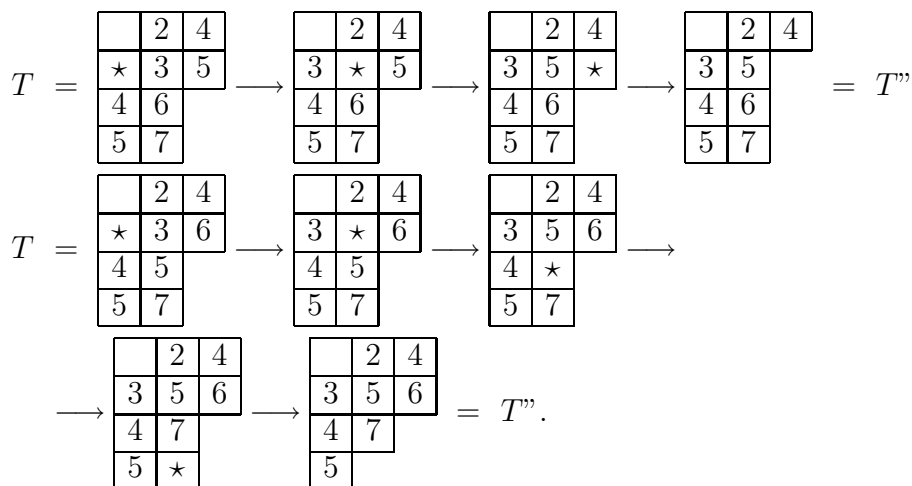 2 4 2 4 2 4 2 4
T = ⋆ 3 5 ⟶ 3 ⋆ 5 ⟶ 3 5 ⋆ ⟶ 3 5 = T”
4 6 4 6 4 6 4 6
5 7 5 7 5 7 5 7
2 4 2 4 2 4
T = ⋆ 3 6 ⟶ 3 ⋆ 6 ⟶ 3 5 6 ⟶
4 5 4 5 4 ⋆
5 7 5 7 5 7
2 4 2 4
⟶ 3 5 6 ⟶ 3 5 6 = T”.
4 7 4 7
5 ⋆ 5